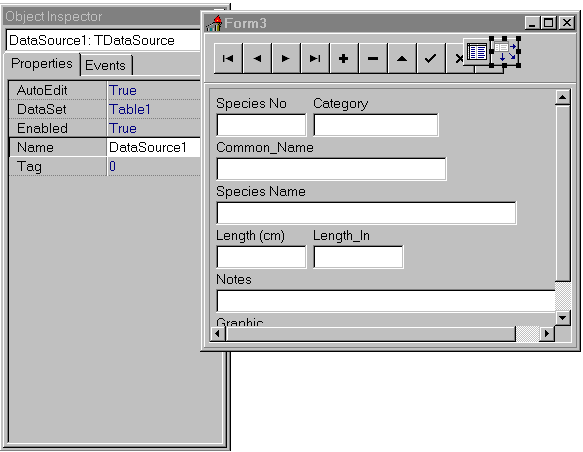 Object Inspector
DataSource1: TDataSource
Properties Events
AutoEdit True
DataSet Table1
Enabled True
Name DataSource1
Tag 0
Form3
Species No Category
Common_Name
Species Name
Length (cm) Length_In
Notes
Graphic